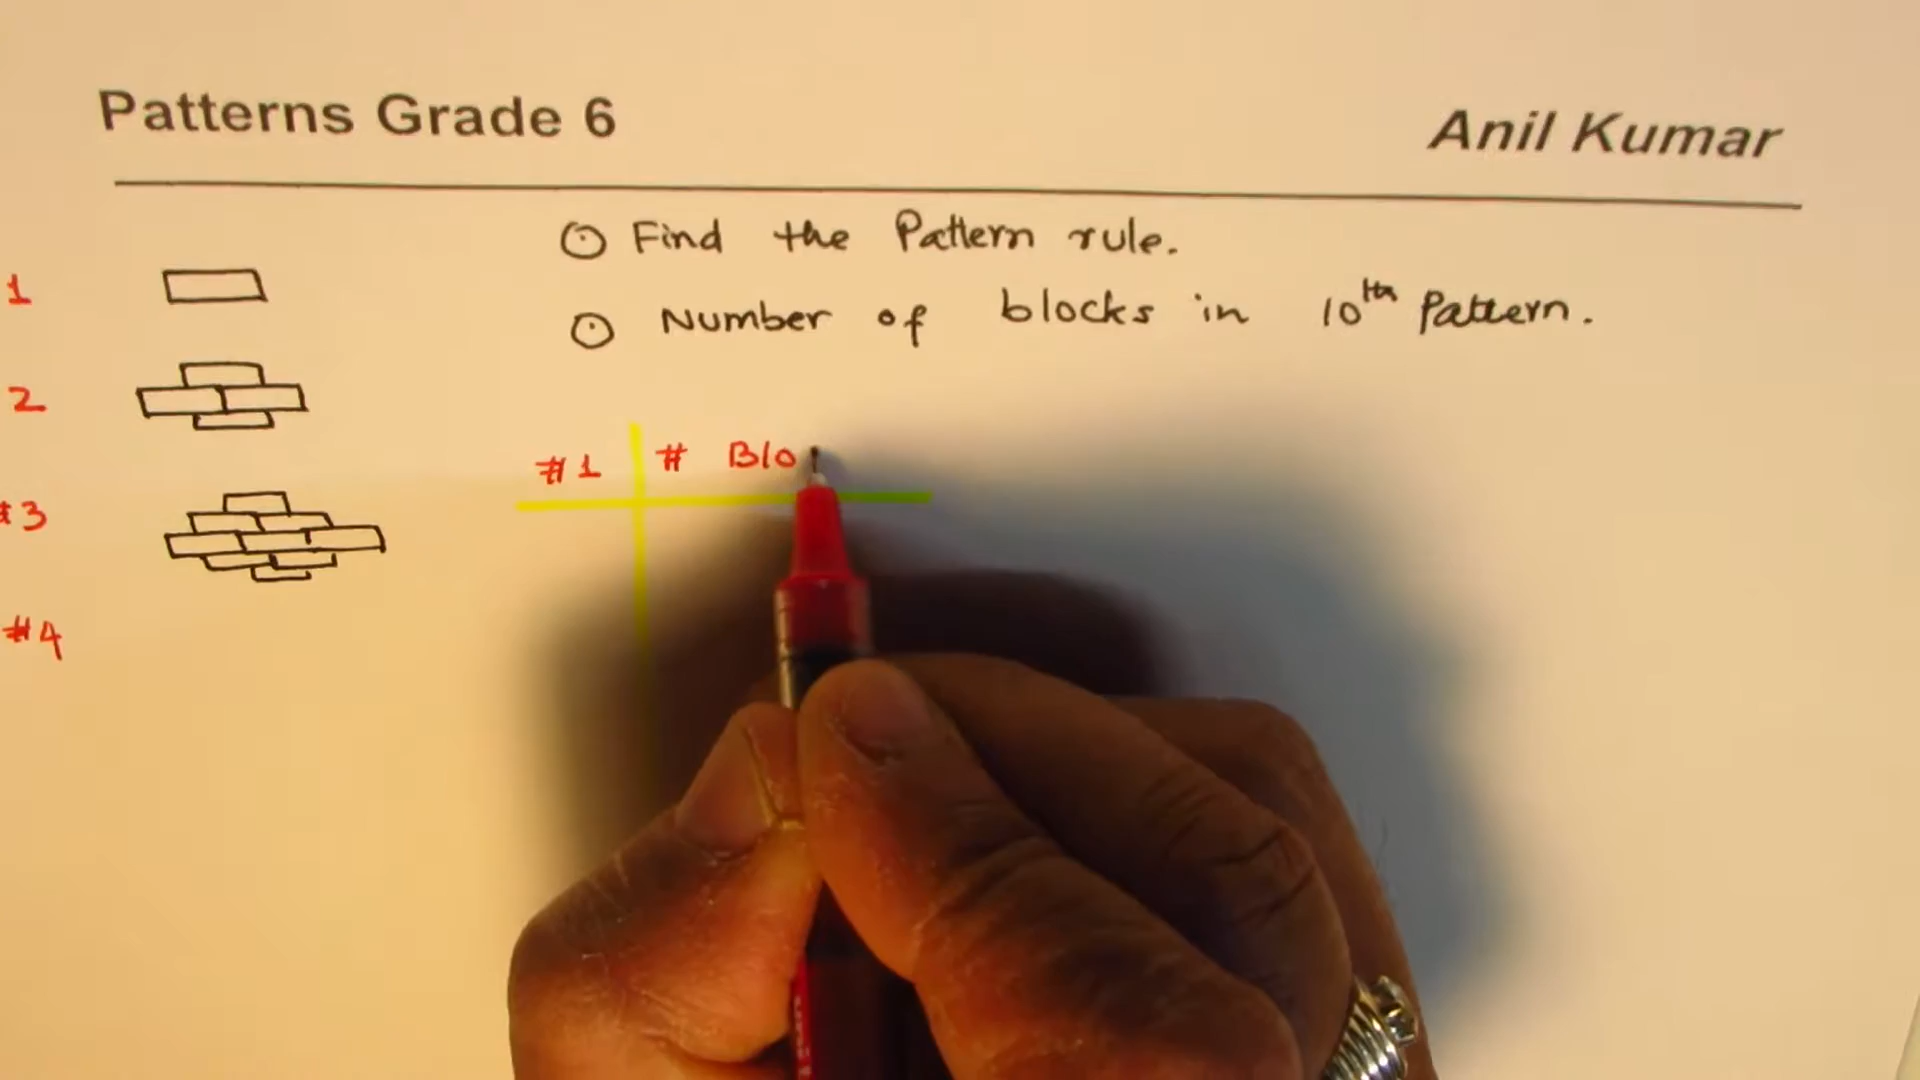 Patterns Grade 6
Anil Kumar
⊙ Find the Pattern rule.
⊙ Number of blocks in 10th Pattern.
1
2
#3
#4
#1 # Blo